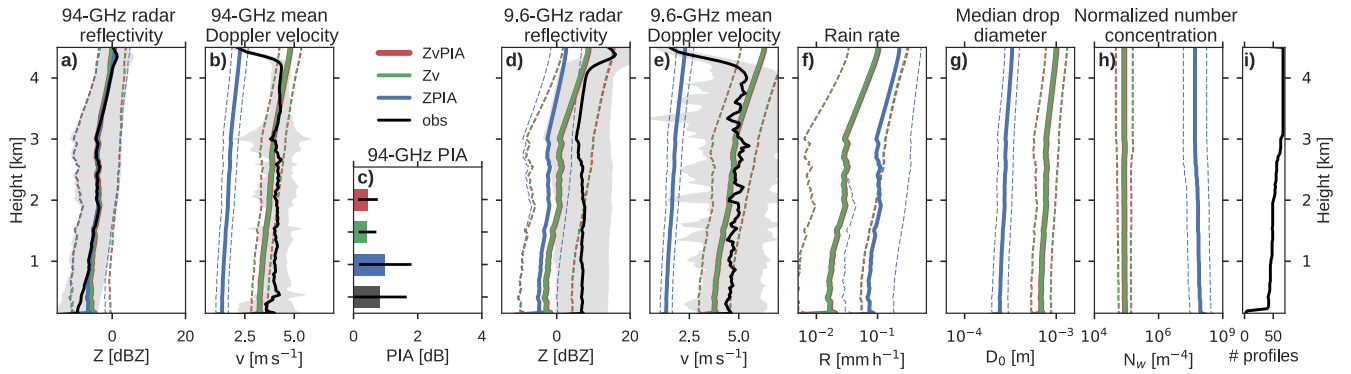 94-GHz radar
reflectivity
94-GHz mean
Doppler velocity
9.6-GHz radar
reflectivity
9.6-GHz mean
Doppler velocity
Rain rate
Median drop
diameter
Normalized number
concentration
a)
b)
ZvPIA
Zv
ZPIA
obs
94-GHz PIA
c)
d)
e)
f)
g)
h)
i)
Height [km]
4
3
2
1
4
3
2
1
Height [km]
0 20
2.5 5.0
0 2 4
0 20
2.5 5.0
10⁻² 10⁻¹
10⁻⁴ 10⁻³
10⁴ 10⁶ 10⁹
0 50
Z [dBZ]
v [m s⁻¹]
PIA [dB]
Z [dBZ]
v [m s⁻¹]
R [mm h⁻¹]
D₀ [m]
N_w [m⁻⁴]
# profiles